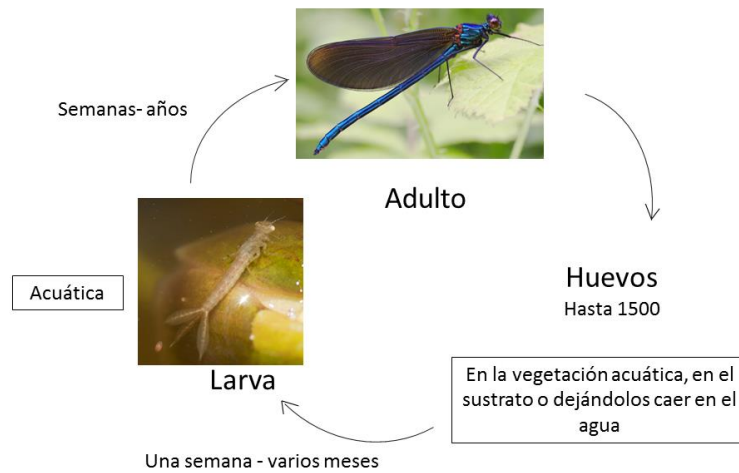 Semanas- años
Adulto
Huevos
Hasta 1500
Acuática
En la vegetación acuática, en el
sustrato o dejándolos caer en el
agua
Larva
Una semana - varios meses